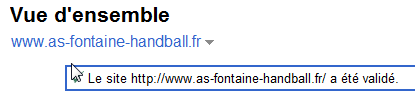 Vue d'ensemble
www.as-fontaine-handball.fr
Le site http://www.as-fontaine-handball.fr/ a été validé.